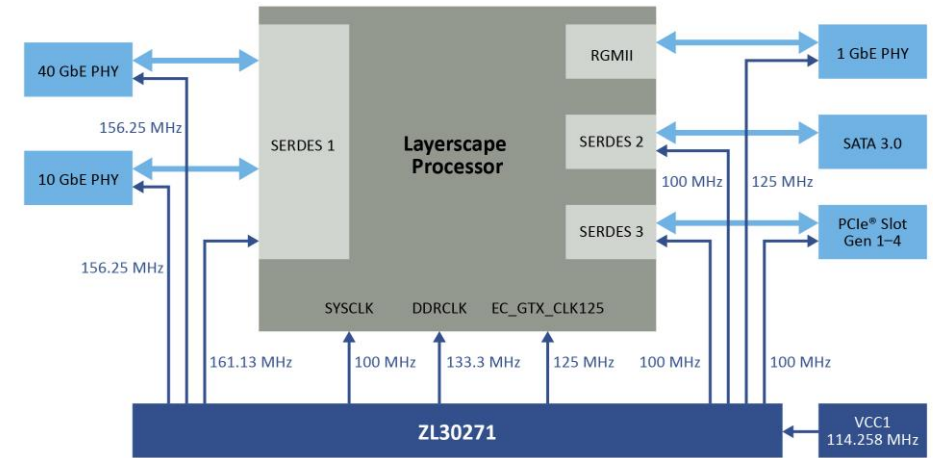 40 GbE PHY
156.25 MHz
10 GbE PHY
156.25 MHz
SERDES 1
161.13 MHz
Layerscape
Processor
RGMII
SERDES 2
SERDES 3
SYSCLK
DDRCLK
EC_GTX_CLK125
100 MHz
133.3 MHz
125 MHz
1 GbE PHY
SATA 3.0
100 MHz
125 MHz
PCIe® Slot
Gen 1–4
100 MHz
100 MHz
ZL30271
VCC1
114.258 MHz